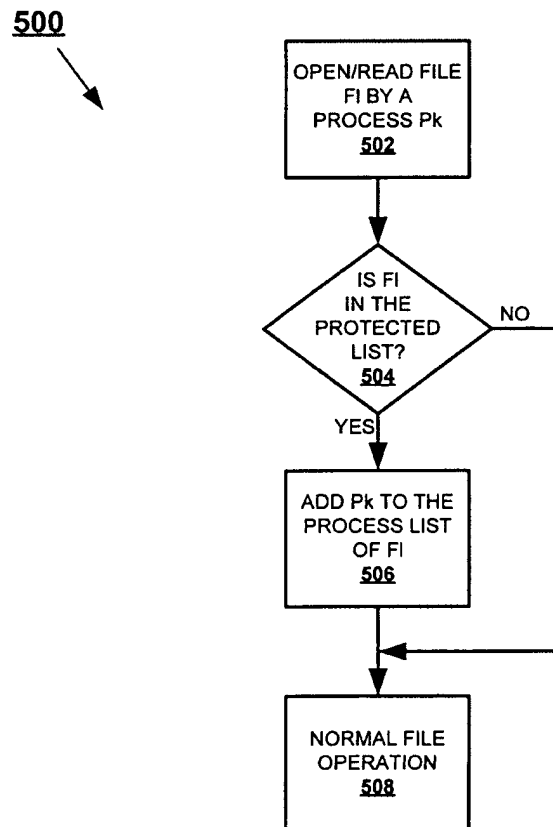 500
OPEN/READ FILE
FI BY A
PROCESS Pk
502
IS FI
IN THE
PROTECTED
LIST?
504
NO
YES
ADD Pk TO THE
PROCESS LIST
OF FI
506
NORMAL FILE
OPERATION
508